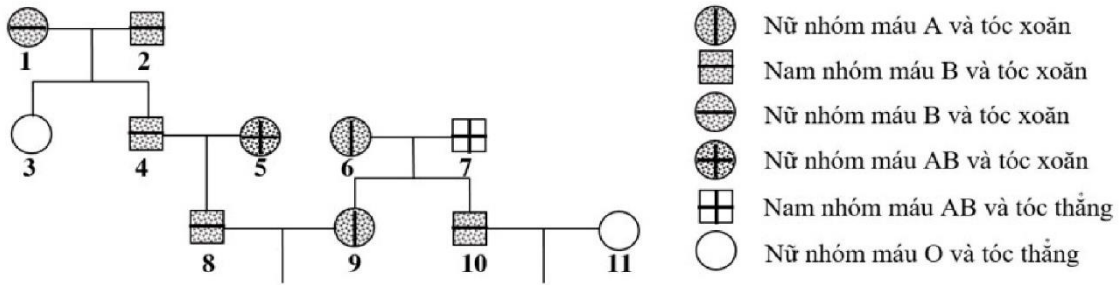 1
2
3
4
5
6
7
8
9
10
11
Nữ nhóm máu A và tóc xoăn
Nam nhóm máu B và tóc xoăn
Nữ nhóm máu B và tóc xoăn
Nữ nhóm máu AB và tóc xoăn
Nam nhóm máu AB và tóc thẳng
Nữ nhóm máu O và tóc thẳng